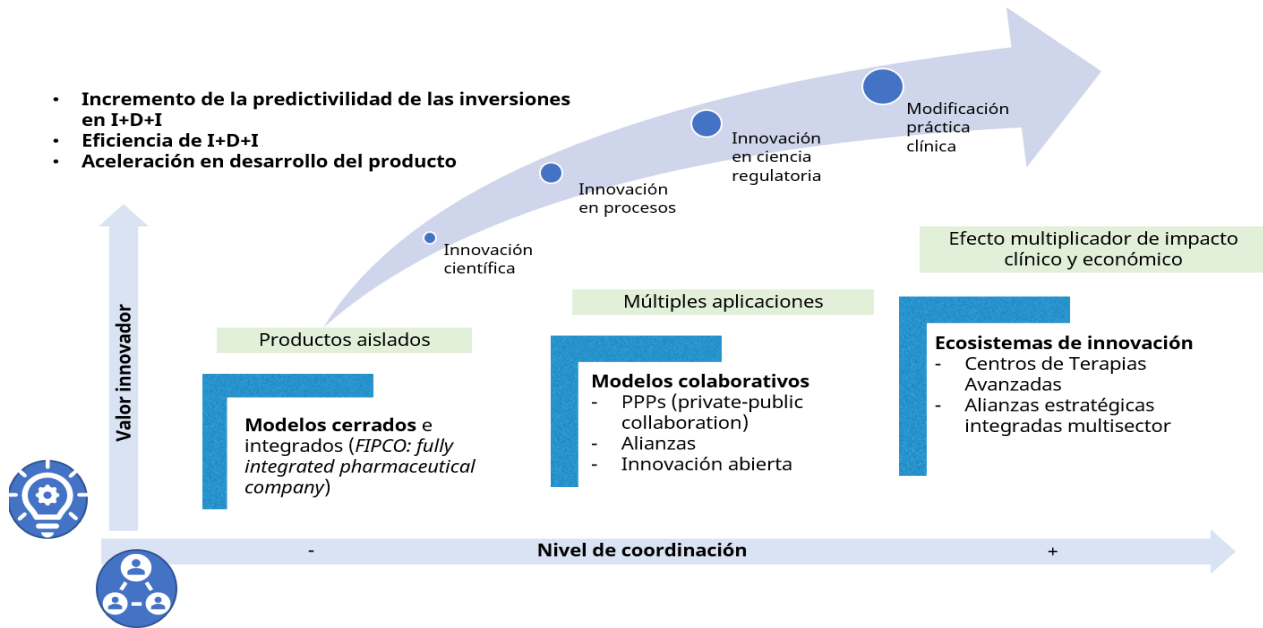 • Incremento de la predictivilidad de las inversiones
en I+D+I
• Eficiencia de I+D+I
• Aceleración en desarrollo del producto
Modificación
práctica
clínica
Innovación
en ciencia
regulatoria
Innovación
en procesos
Innovación
científica
Efecto multiplicador de impacto
clínico y económico
Múltiples aplicaciones
Productos aislados
Valor innovador
Modelos cerrados e
integrados (FIPCO: fully
integrated pharmaceutical
company)
Modelos colaborativos
- PPPs (private-public
collaboration)
- Alianzas
- Innovación abierta
Ecosistemas de innovación
- Centros de Terapias
Avanzadas
- Alianzas estratégicas
integradas multisector
- Nivel de coordinación +